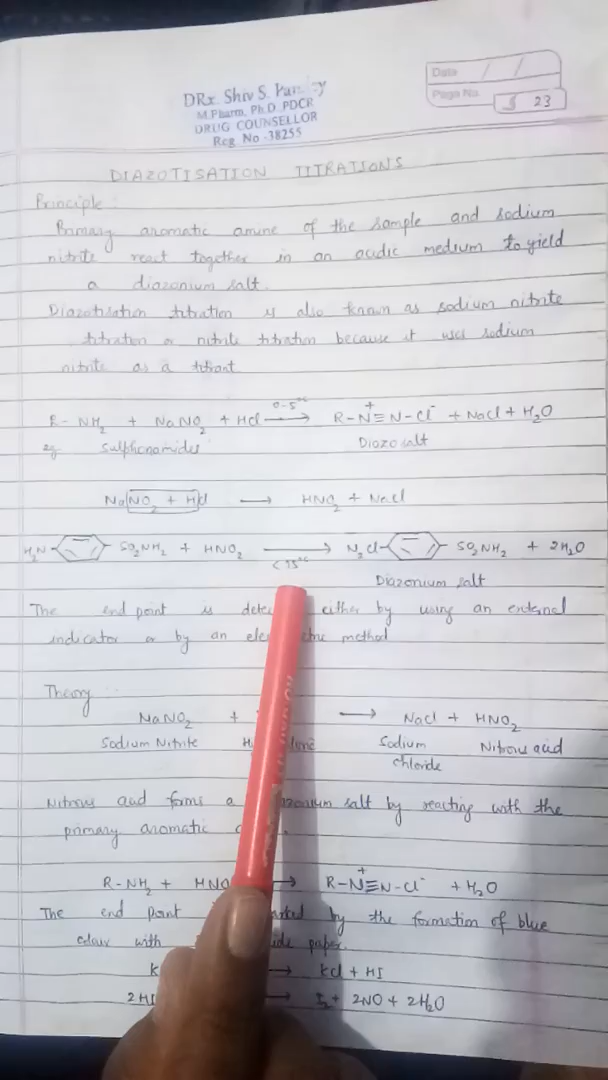 DRx. Shiv S.
M.Pharm, Ph.D, PDCR
DRUG COUNSELLOR
Reg No -38255
Date / /
Page No. 23
DIAZOTISATION TITRATIONS
Principle :
Primary aromatic amine of the sample and sodium
nitrite react together in an acidic medium to yield
a diazonium salt.
Diazotisation titration is also known as sodium nitrite
titration or nitrite titration because it uses sodium
nitrite as a titrant
R-NH2 + NaNO2 + HCl 0-5°C → R-N+≡N-Cl- + NaCl + H2O
eg Sulphonamides Diazo salt
NaNO2 + HCl → HNO2 + NaCl
H2N SO2NH2 + HNO2 <15°C → N2Cl SO2NH2 + 2H2O
Diazonium salt
The end point is either by using an external
indicator or by an method
Theory
NaNO2 + → NaCl + HNO2
Sodium Nitrite Sodium Nitrous acid
chloride
Nitrous acid forms a salt by reacting with the
primary aromatic
R-NH2 + → R-N+≡N-Cl- + H2O
The end point by the formation of blue
colour with paper.
→ KCl + HI
2HI → I2 + 2NO + 2H2O